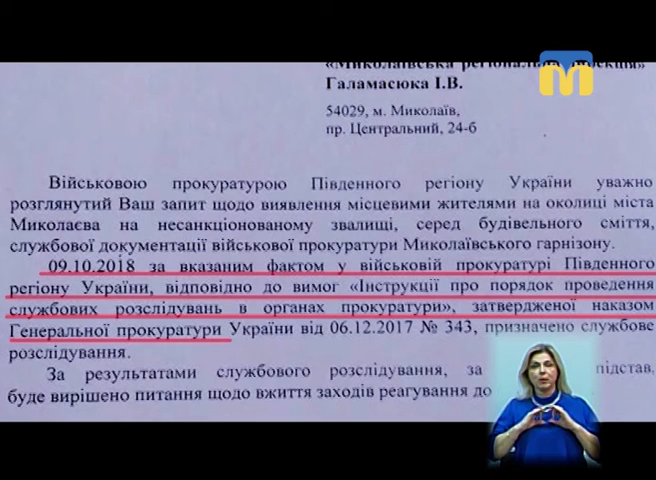 «Миколаївська регіональна дирекція»
Галамасюка І.В.
54029, м. Миколаїв,
пр. Центральний, 24-б
Військовою прокуратурою Південного регіону України уважно
розглянутий Ваш запит щодо виявлення місцевими жителями на околиці міста
Миколаєва на несанкціонованому звалищі, серед будівельного сміття,
службової документації військової прокуратури Миколаївського гарнізону.
09.10.2018 за вказаним фактом у військовій прокуратурі Південного
регіону України, відповідно до вимог «Інструкції про порядок проведення
службових розслідувань в органах прокуратури», затвердженої наказом
Генеральної прокуратури України від 06.12.2017 № 343, призначено службове
розслідування.
За результатами службового розслідування, за підстав,
буде вирішено питання щодо вжиття заходів реагування до